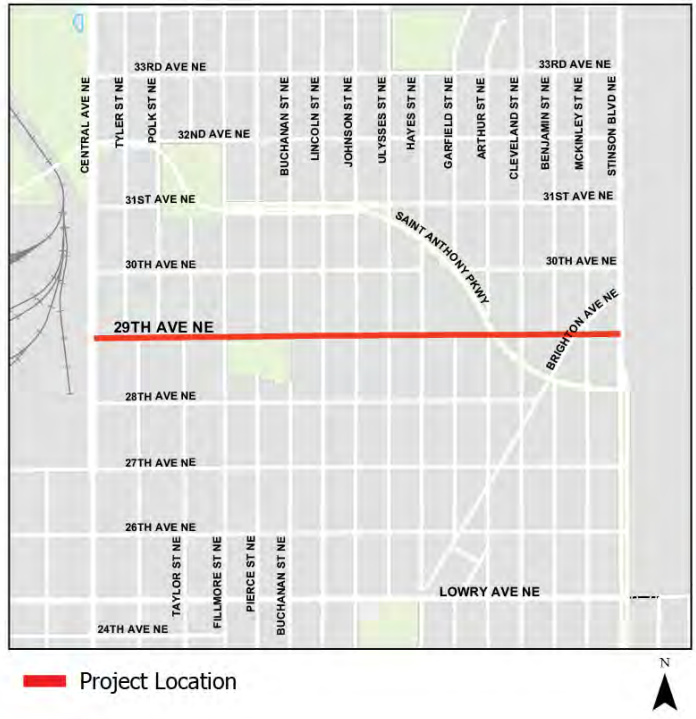 33RD AVE NE
33RD AVE NE
CENTRAL AVE NE
TYLER ST NE
POLK ST NE
32ND AVE NE
BUCHANAN ST NE
LINCOLN ST NE
JOHNSON ST NE
ULYSSES ST NE
HAYES ST NE
GARFIELD ST NE
ARTHUR ST NE
CLEVELAND ST NE
BENJAMIN ST NE
MCKINLEY ST NE
STINSON BLVD NE
31ST AVE NE
31ST AVE NE
SAINT ANTHONY PKWY
30TH AVE NE
30TH AVE NE
29TH AVE NE
BRIGHTON AVE NE
28TH AVE NE
27TH AVE NE
26TH AVE NE
TAYLOR ST NE
FILLMORE ST NE
PIERCE ST NE
BUCHANAN ST NE
LOWRY AVE NE
24TH AVE NE
Project Location
N